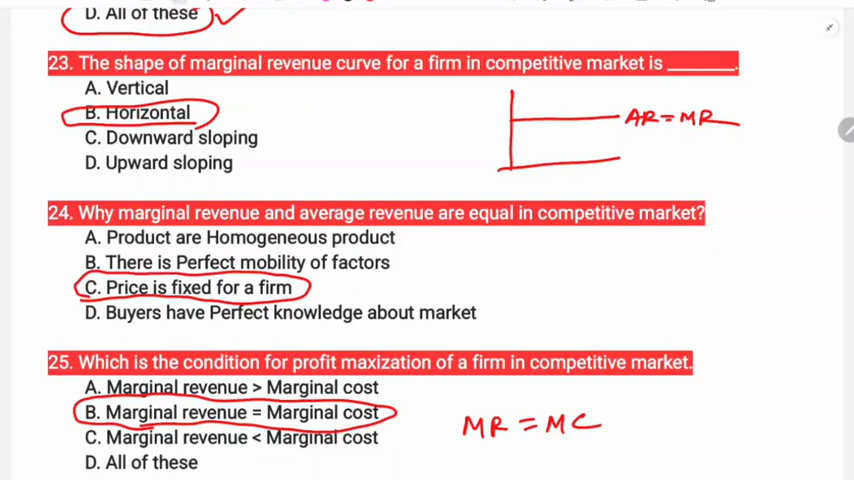 D. All of these
23. The shape of marginal revenue curve for a firm in competitive market is ________.
A. Vertical
B. Horizontal
C. Downward sloping
D. Upward sloping
AR = MR
24. Why marginal revenue and average revenue are equal in competitive market?
A. Product are Homogeneous product
B. There is Perfect mobility of factors
C. Price is fixed for a firm
D. Buyers have Perfect knowledge about market
25. Which is the condition for profit maxization of a firm in competitive market.
A. Marginal revenue > Marginal cost
B. Marginal revenue = Marginal cost
C. Marginal revenue < Marginal cost
D. All of these
MR = MC